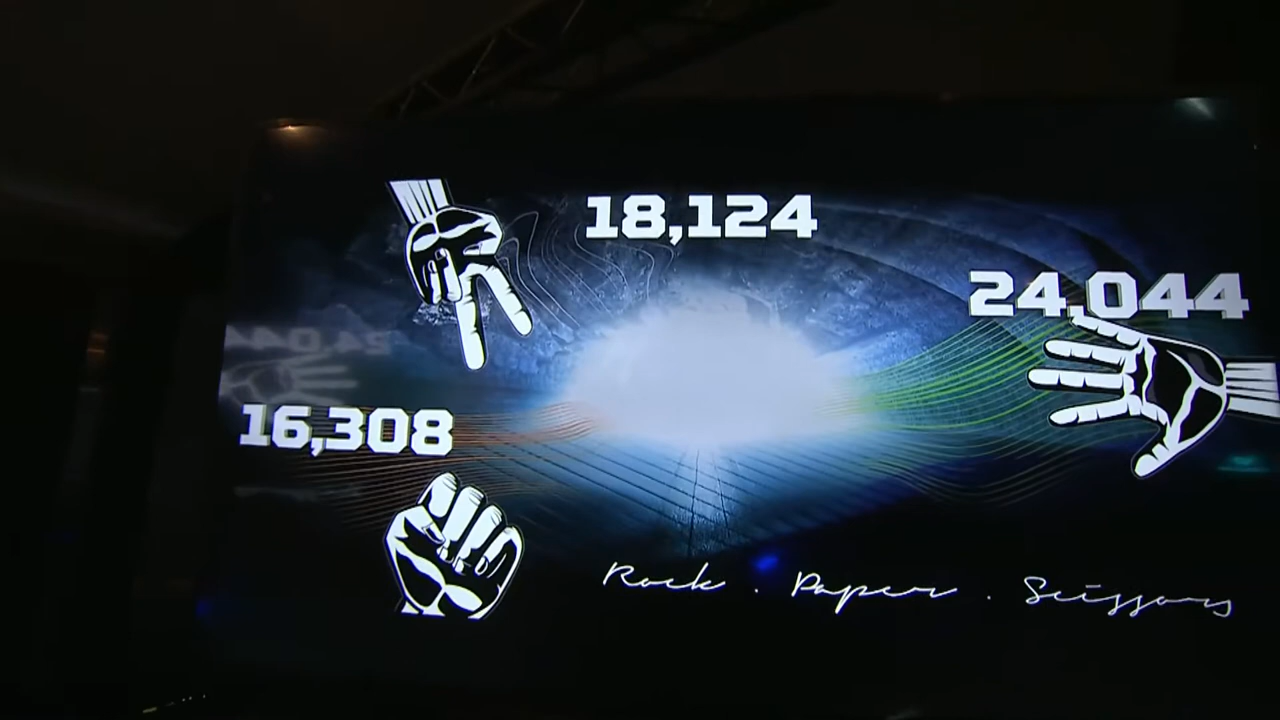 18,124
24,044
16,308
Rock . Paper . Scissors